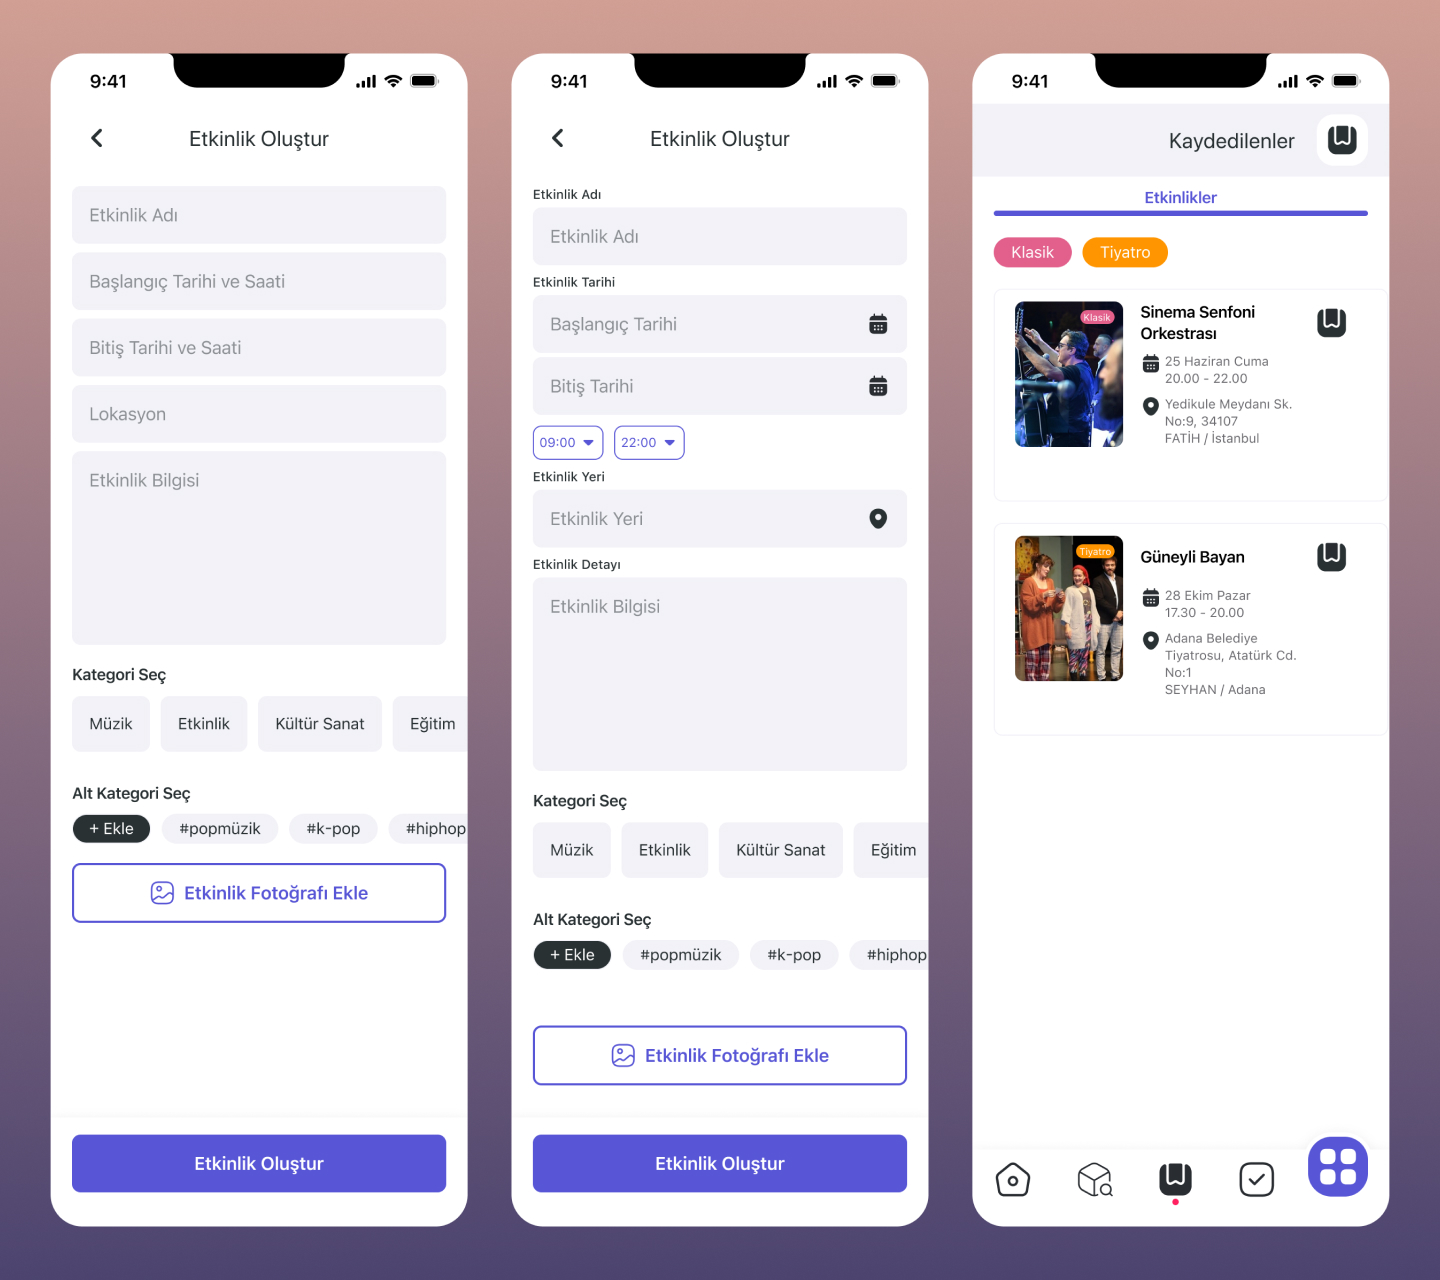 9:41
Etkinlik Oluştur
Etkinlik Adı
Başlangıç Tarihi ve Saati
Bitiş Tarihi ve Saati
Lokasyon
Etkinlik Bilgisi
Kategori Seç
Müzik
Etkinlik
Kültür Sanat
Eğitim
Alt Kategori Seç
+ Ekle
#popmüzik
#k-pop
#hiphop
Etkinlik Fotoğrafı Ekle
Etkinlik Oluştur
9:41
Etkinlik Oluştur
Etkinlik Adı
Etkinlik Adı
Etkinlik Tarihi
Başlangıç Tarihi
Bitiş Tarihi
09:00
22:00
Etkinlik Yeri
Etkinlik Yeri
Etkinlik Detayı
Etkinlik Bilgisi
Kategori Seç
Müzik
Etkinlik
Kültür Sanat
Eğitim
Alt Kategori Seç
+ Ekle
#popmüzik
#k-pop
#hiphop
Etkinlik Fotoğrafı Ekle
Etkinlik Oluştur
9:41
Kaydedilenler
Etkinlikler
Klasik
Tiyatro
Klasik
Sinema Senfoni
Orkestrası
25 Haziran Cuma
20.00 - 22.00
Yedikule Meydanı Sk.
No:9, 34107
FATİH / İstanbul
Tiyatro
Güneyli Bayan
28 Ekim Pazar
17.30 - 20.00
Adana Belediye
Tiyatrosu, Atatürk Cd.
No:1
SEYHAN / Adana